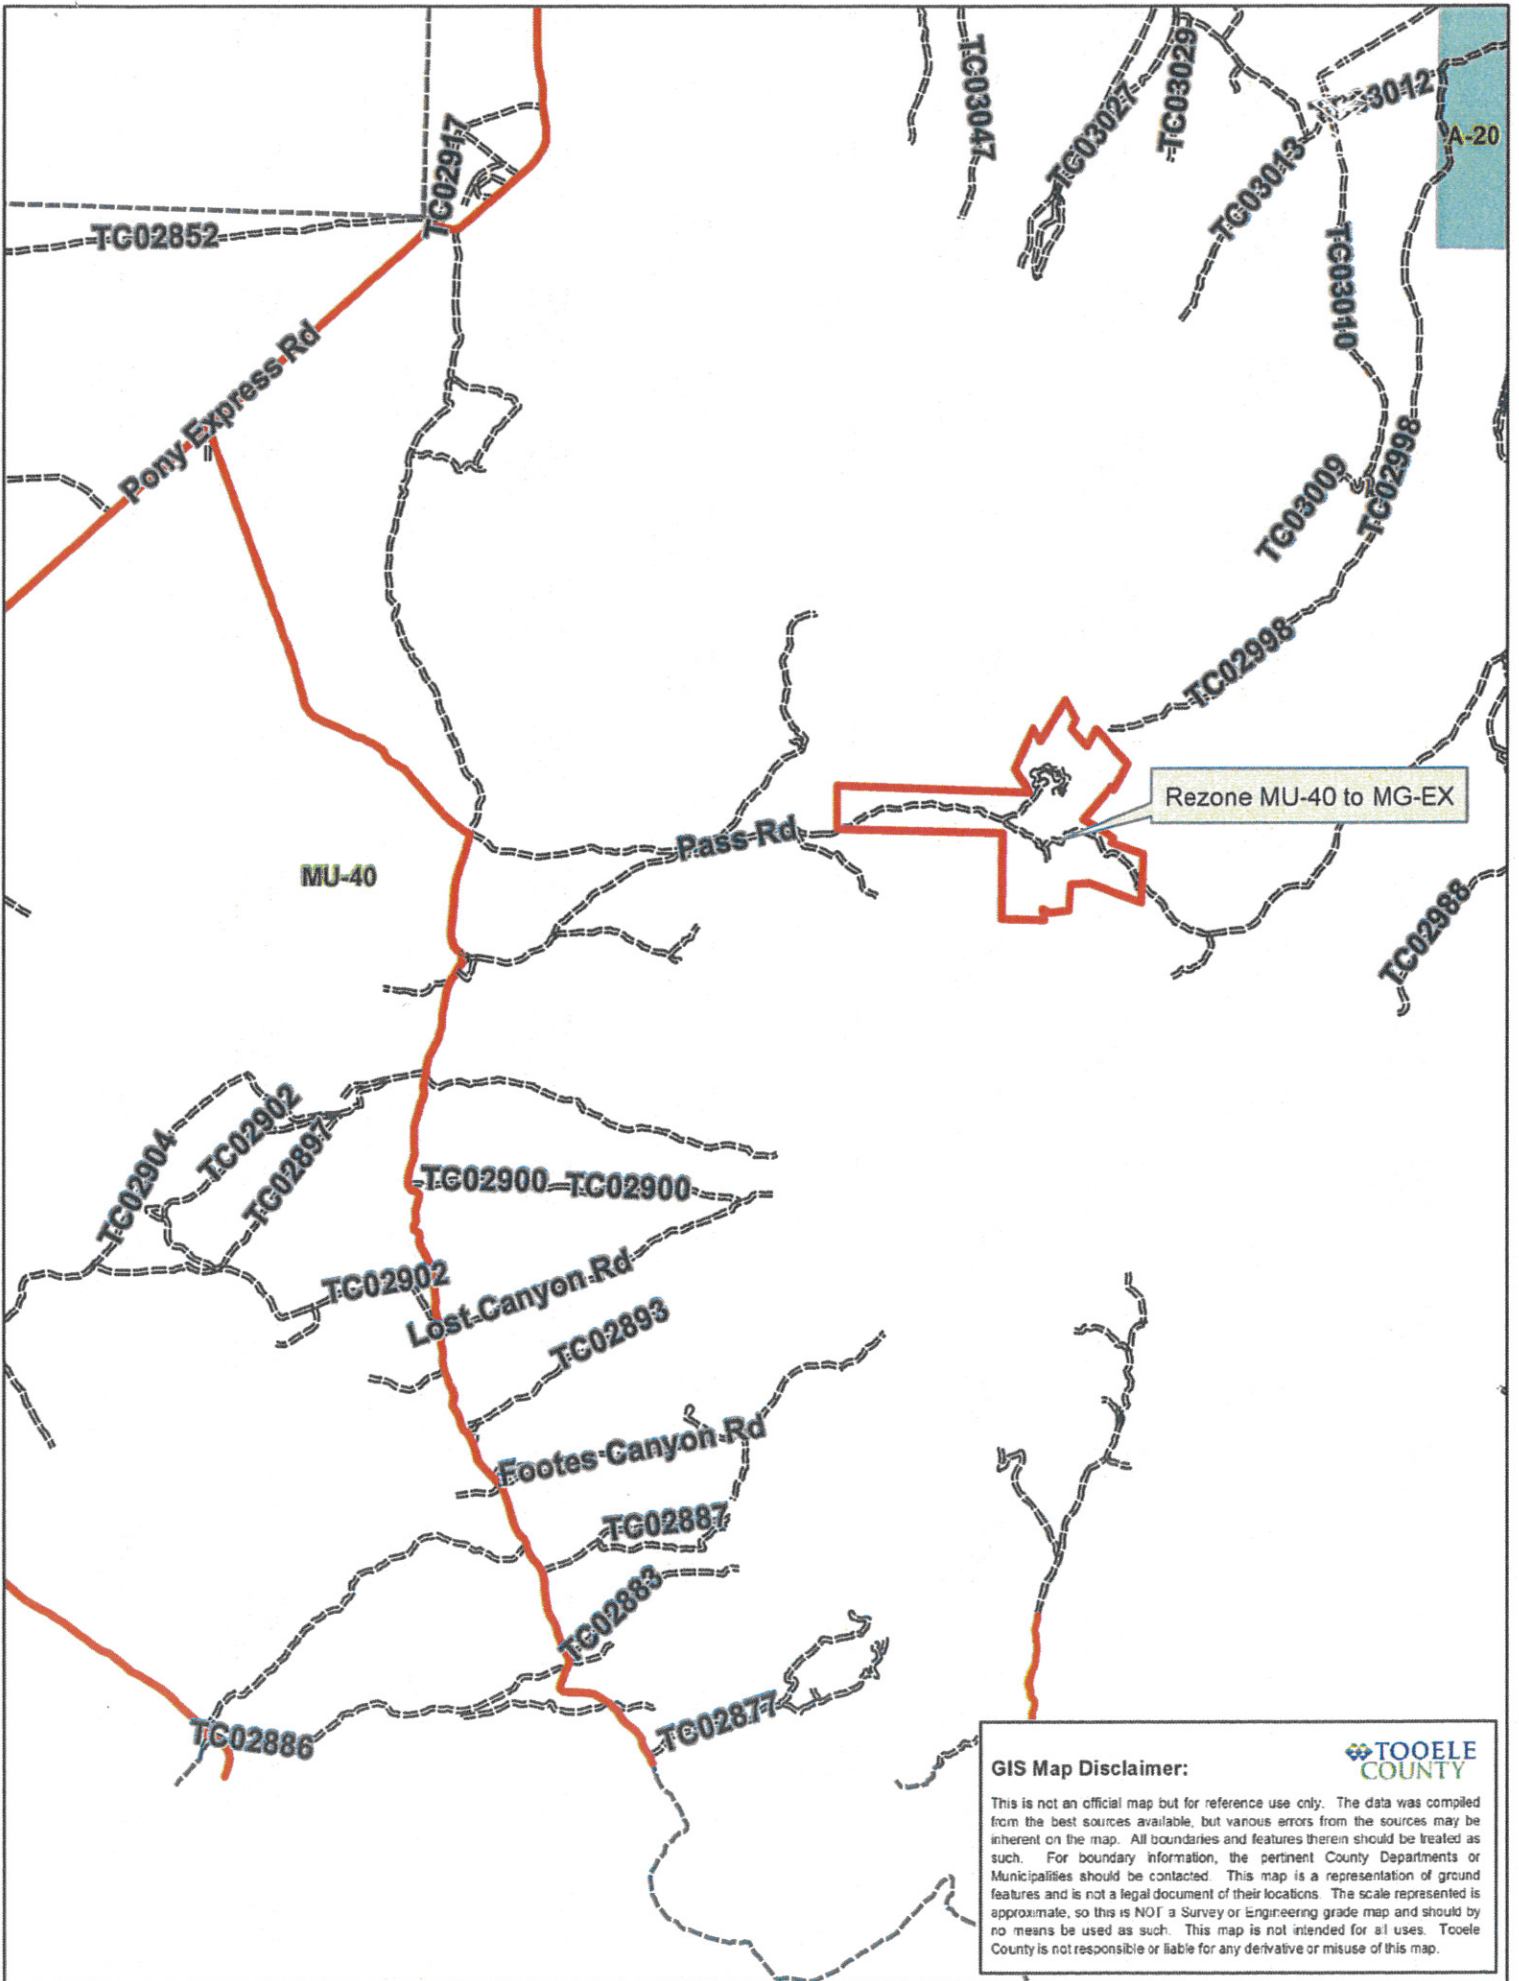 TC03047
TC03027
TC03029
TC03012
A-20
TC02917
TC03013
TC02852
TC03010
Pony Express Rd
TC03009
TC02998
TC02998
Rezone MU-40 to MG-EX
Pass Rd
MU-40
TC02988
TC02904
TC02902
TC02897
TC02900
TC02900
TC02902
Lost Canyon Rd
TC02893
Footes Canyon Rd
TC02887
TC02883
TC02877
TC02886
TOOELE
COUNTY
GIS Map Disclaimer:
This is not an official map but for reference use only. The data was compiled
from the best sources available, but various errors from the sources may be
inherent on the map. All boundaries and features therein should be treated as
such. For boundary information, the pertinent County Departments or
Municipalities should be contacted. This map is a representation of ground
features and is not a legal document of their locations. The scale represented is
approximate, so this is NOT a Survey or Engineering grade map and should by
no means be used as such. This map is not intended for all uses. Tooele
County is not responsible or liable for any derivative or misuse of this map.